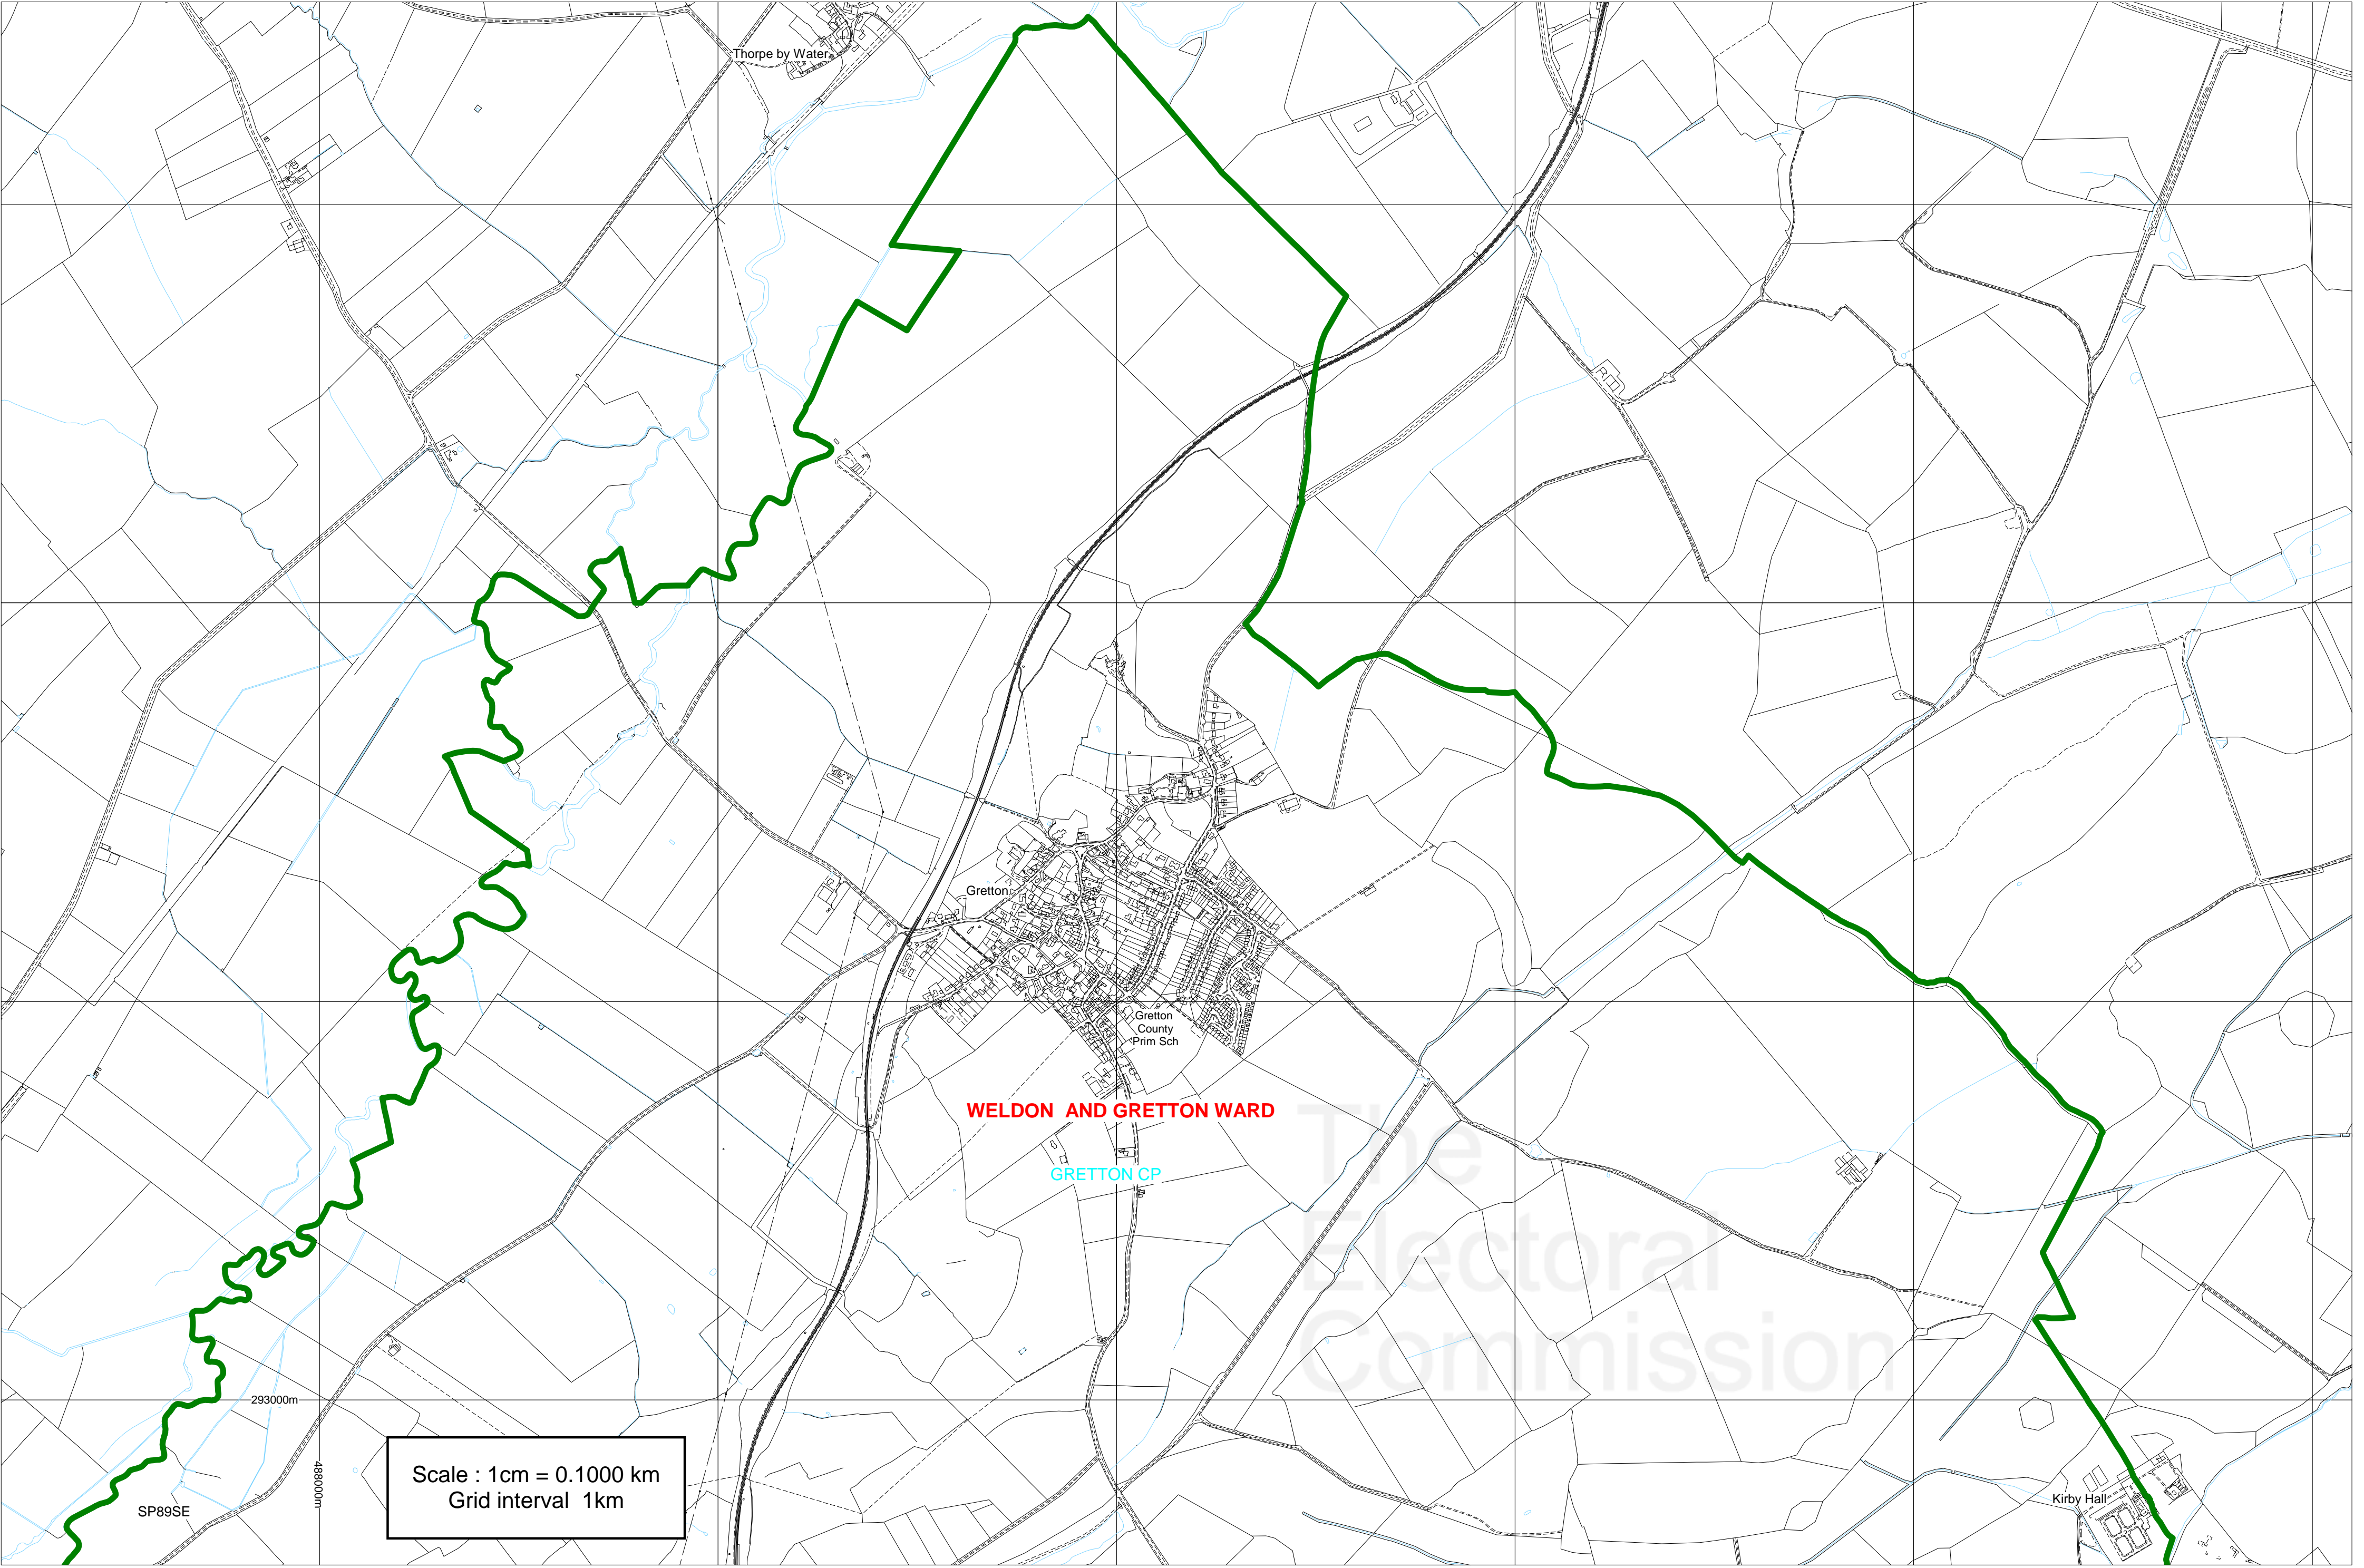 Thorpe by Water
Gretton
Gretton
County
Prim Sch
WELDON AND GRETTON WARD
GRETTON CP
The
Electoral
Commission
293000m
488000m
Scale : 1cm = 0.1000 km
Grid interval 1km
SP89SE
Kirby Hall